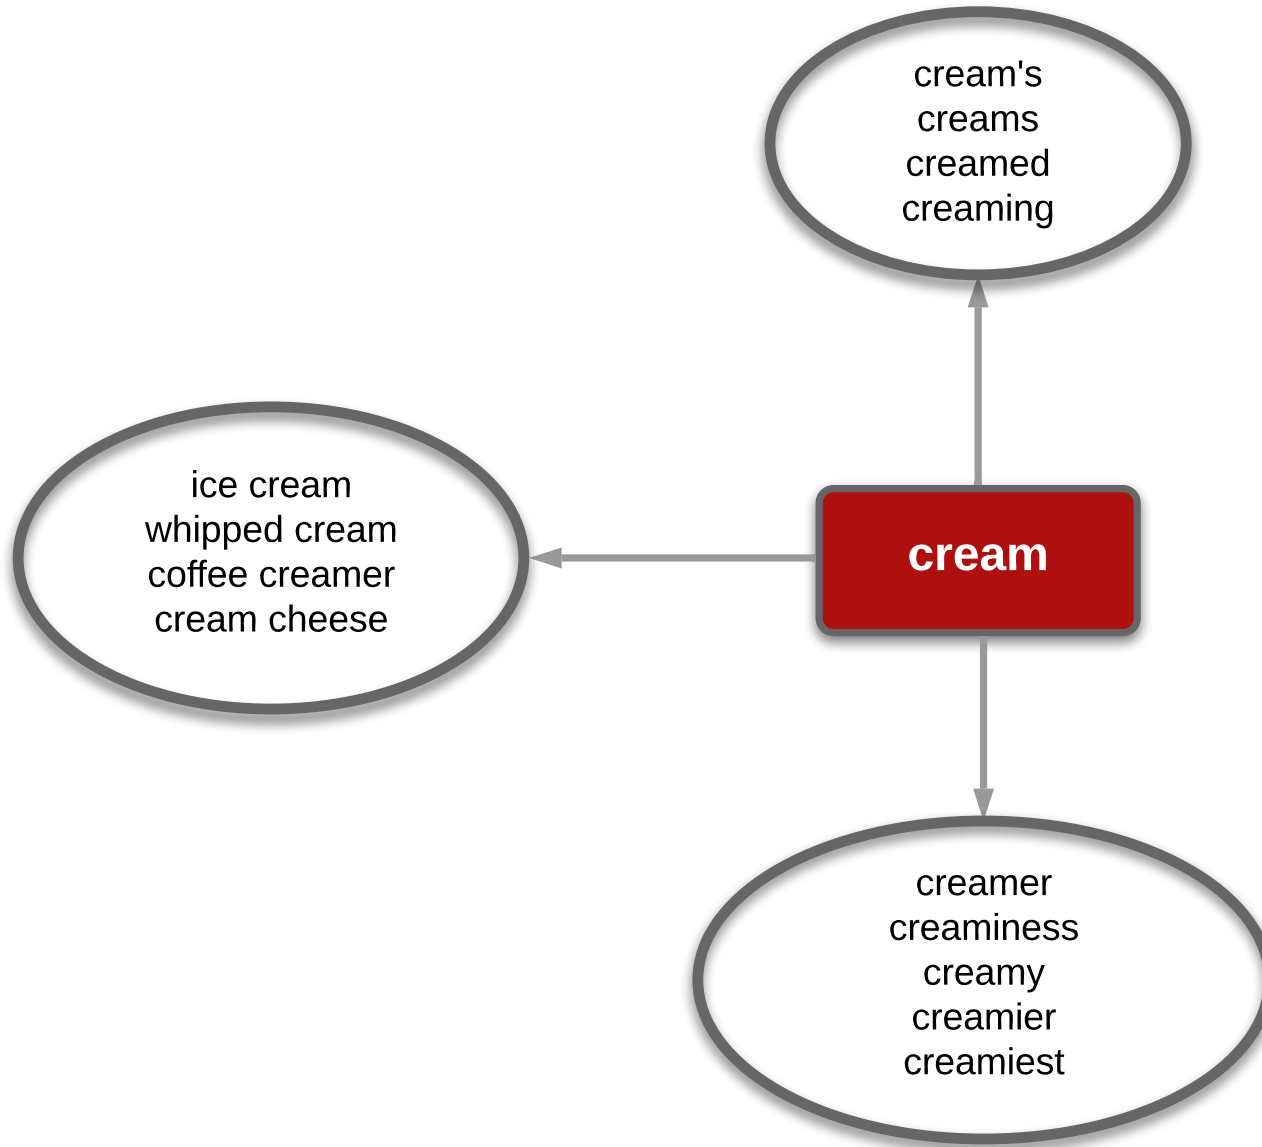 cream's
creams
creamed
creaming
ice cream
whipped cream
coffee creamer
cream cheese
cream
creamer
creaminess
creamy
creamier
creamiest